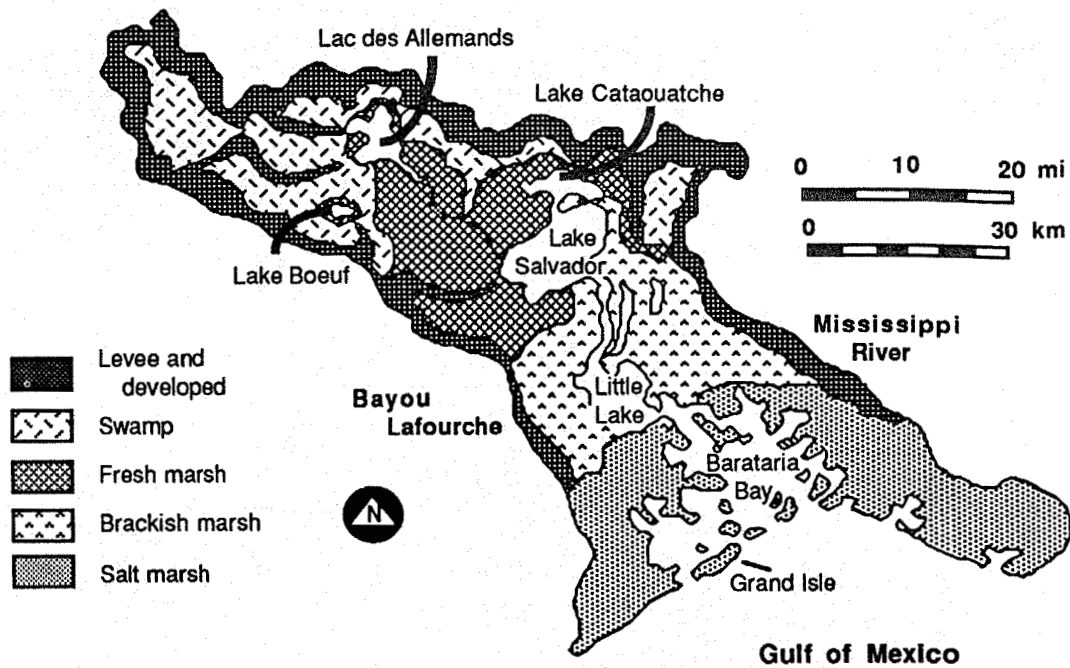 Lac des Allemands
Lake Cataouatche
0 10 20 mi
0 30 km
Lake
Salvador
Lake Boeuf
Mississippi
River
Levee and
developed
Swamp
Fresh marsh
Brackish marsh
Salt marsh
Bayou
Lafourche
Little
Lake
Barataria
Bay
N
Grand Isle
Gulf of Mexico